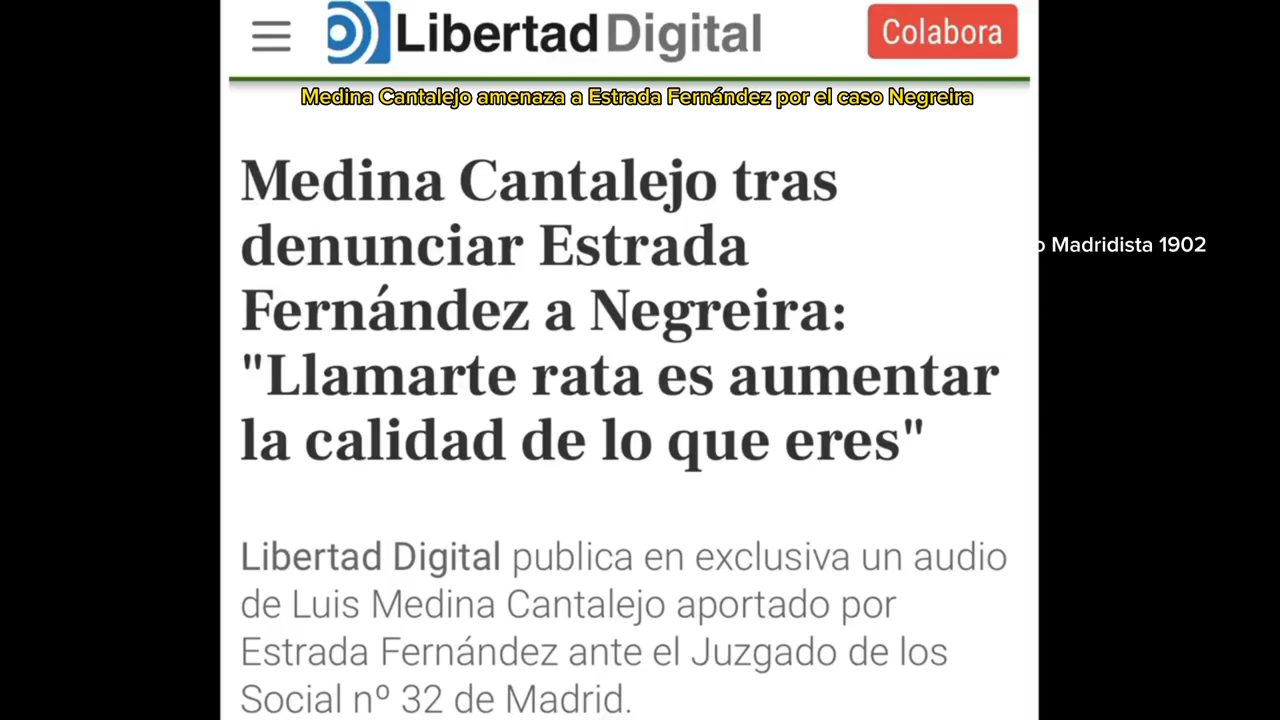 Libertad Digital
Colabora
Medina Cantalejo amenaza a Estrada Fernández por el caso Negreira
Medina Cantalejo tras
denunciar Estrada
Fernández a Negreira:
"Llamarte rata es aumentar
la calidad de lo que eres"
o Madridista 1902
Libertad Digital publica en exclusiva un audio
de Luis Medina Cantalejo aportado por
Estrada Fernández ante el Juzgado de los
Social nº 32 de Madrid.